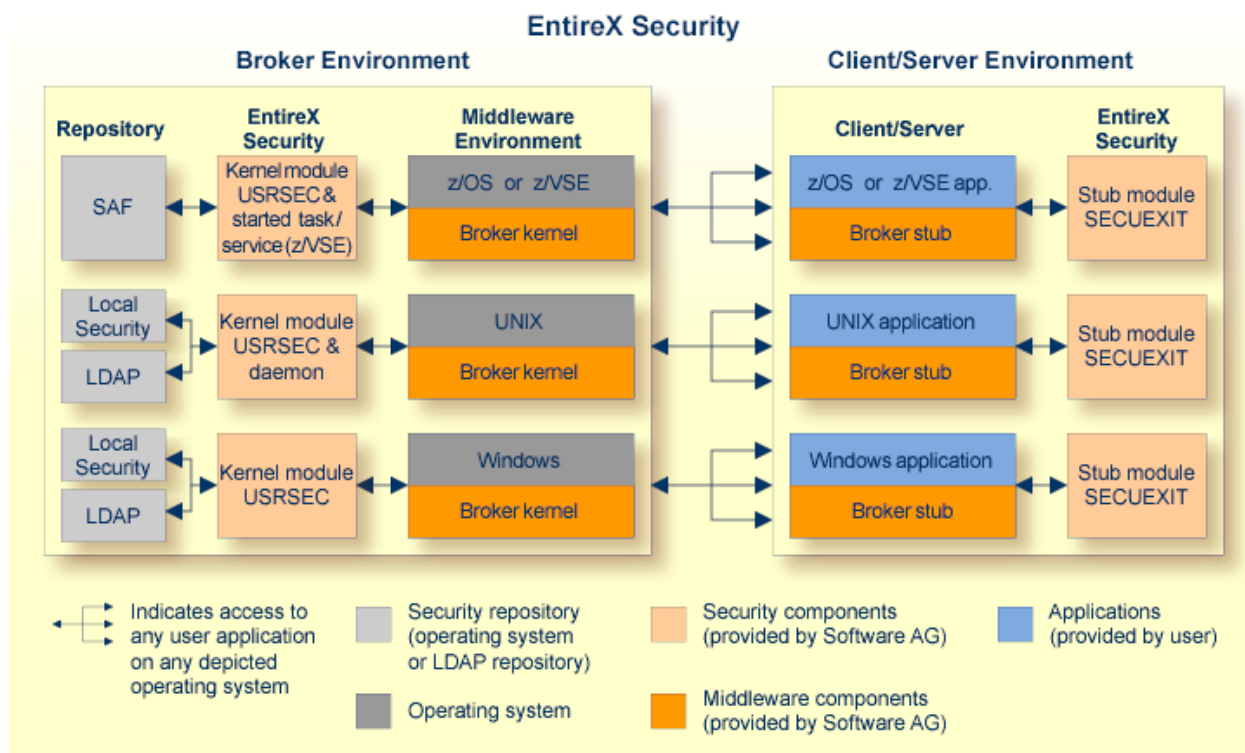 EntireX Security
Broker Environment
Client/Server Environment
Repository
EntireX
Security
Middleware
Environment
Client/Server
EntireX
Security
SAF
Kernel module
USRSEC &
started task/
service (z/VSE)
z/OS or z/VSE
Broker kernel
z/OS or z/VSE app.
Broker stub
Stub module
SECUEXIT
Local
Security
LDAP
Kernel module
USRSEC &
daemon
UNIX
Broker kernel
UNIX application
Broker stub
Stub module
SECUEXIT
Local
Security
LDAP
Kernel module
USRSEC
Windows
Broker kernel
Windows application
Broker stub
Stub module
SECUEXIT
Indicates access to
any user application
on any depicted
operating system
Security repository
(operating system
or LDAP repository)
Operating system
Security components
(provided by Software AG)
Middleware components
(provided by Software AG)
Applications
(provided by user)